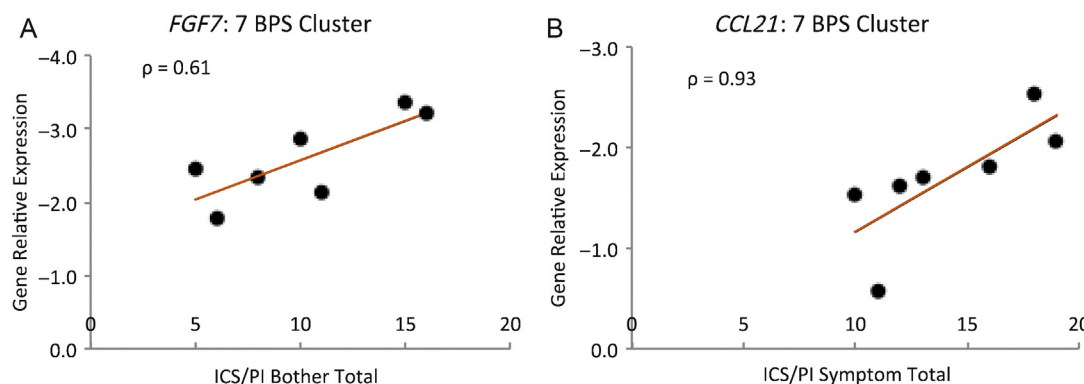 A
FGF7: 7 BPS Cluster
−4.0
−3.0
−2.0
−1.0
0.0
0
5
10
15
20
ρ = 0.61
Gene Relative Expression
ICS/PI Bother Total
B
CCL21: 7 BPS Cluster
−3.0
−2.0
−1.0
0.0
0
5
10
15
20
ρ = 0.93
Gene Relative Expression
ICS/PI Symptom Total